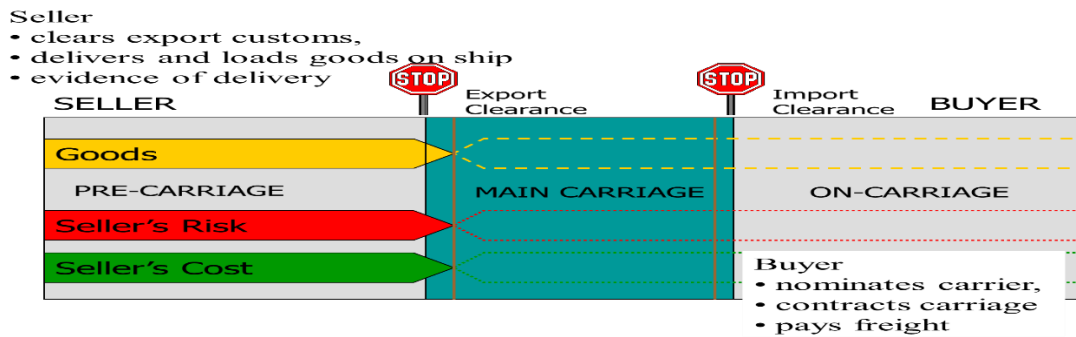 Seller
• clears export customs,
• delivers and loads goods on ship
• evidence of delivery
STOP
STOP
SELLER
Export
Clearance
Import
Clearance
BUYER
Goods
PRE-CARRIAGE
MAIN CARRIAGE
ON-CARRIAGE
Seller's Risk
Seller's Cost
Buyer
• nominates carrier,
• contracts carriage
• pays freight